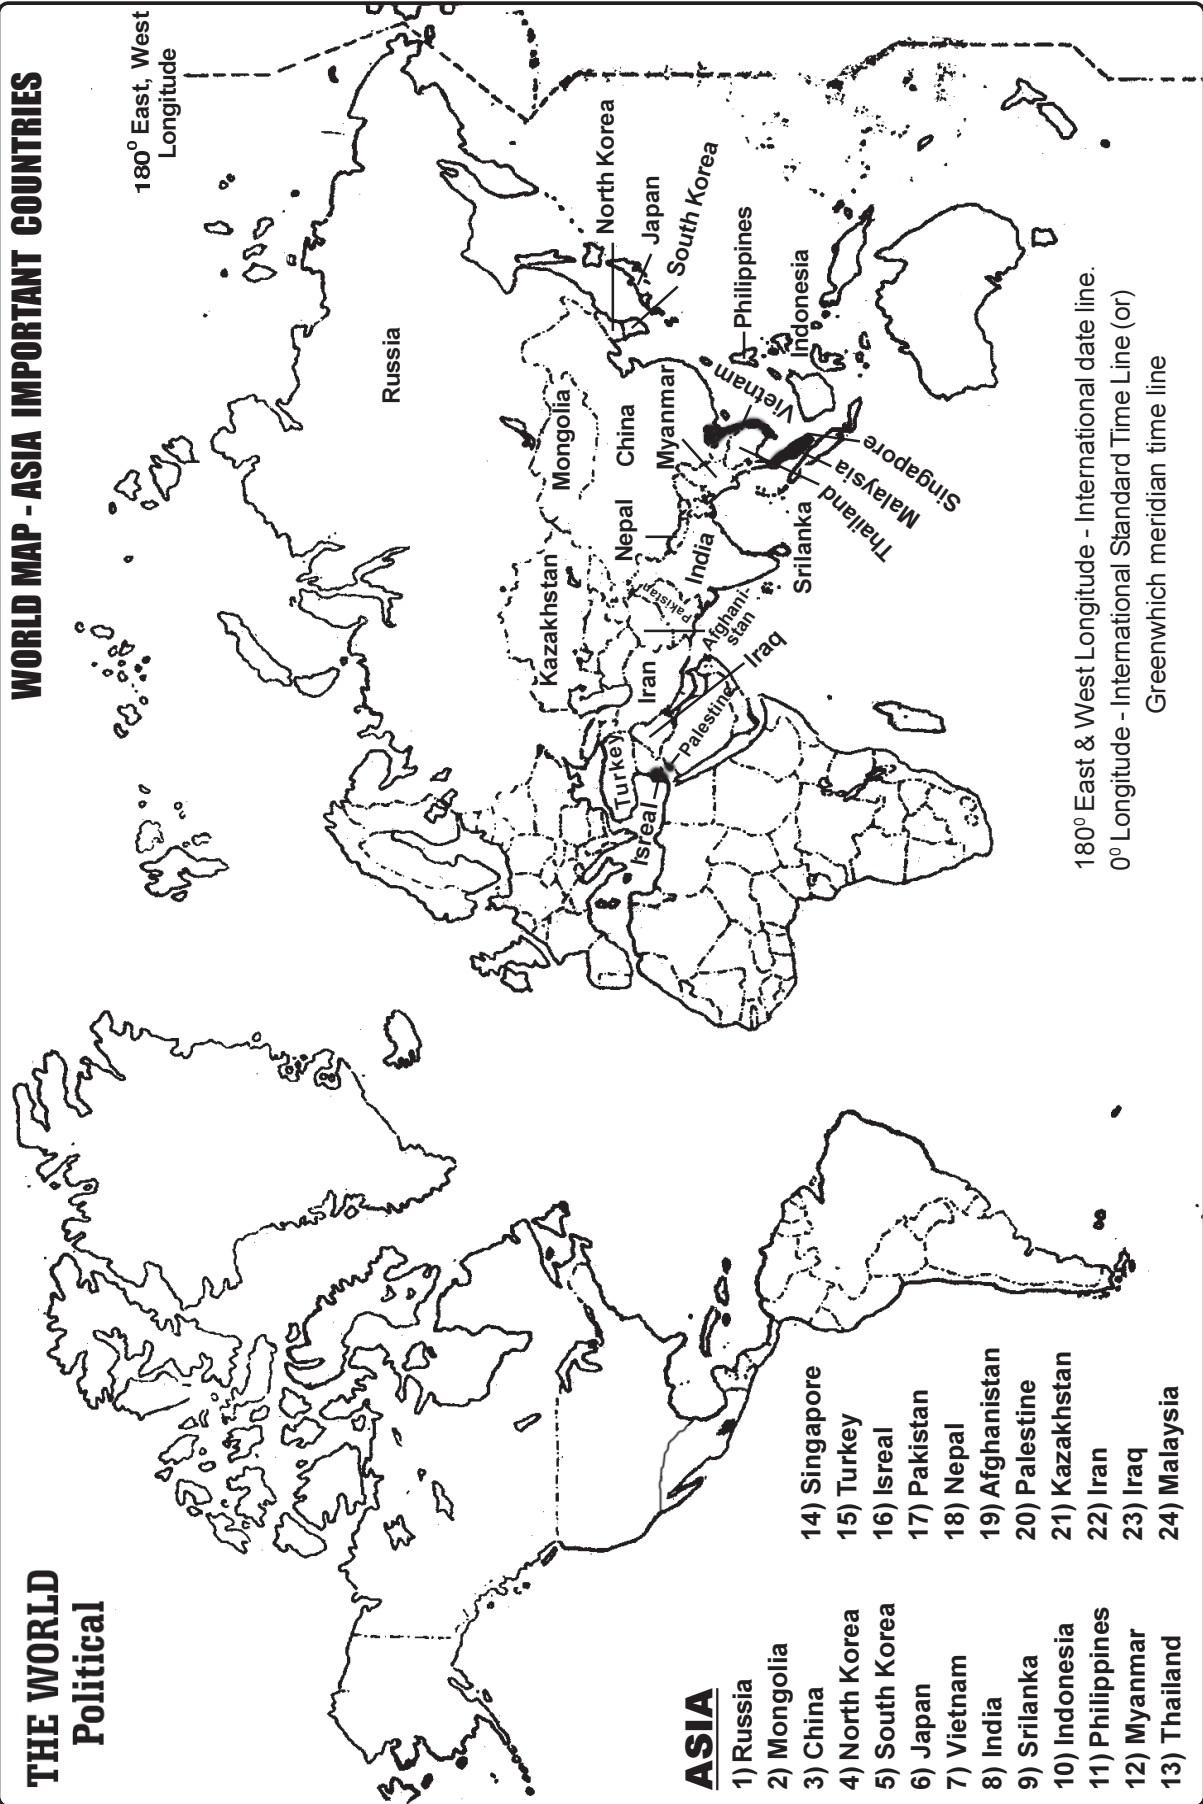 WORLD MAP - ASIA IMPORTANT COUNTRIES
THE WORLD
Political
180⁰ East, West
Longitude
Russia
North Korea
Japan
South Korea
Mongolia
China
Myanmar
Vietnam
Philippines
Indonesia
Kazakhstan
Nepal
India
Pakistan
Afghani-
stan
Iran
Iraq
Turkey
Palestine
Isreal
Srilanka
Thailand
Malaysia
Singapore
ASIA
1) Russia
2) Mongolia
3) China
4) North Korea
5) South Korea
6) Japan
7) Vietnam
8) India
9) Srilanka
10) Indonesia
11) Philippines
12) Myanmar
13) Thailand
14) Singapore
15) Turkey
16) Isreal
17) Pakistan
18) Nepal
19) Afghanistan
20) Palestine
21) Kazakhstan
22) Iran
23) Iraq
24) Malaysia
180⁰ East & West Longitude - International date line.
0⁰ Longitude - International Standard Time Line (or)
Greenwhich meridian time line